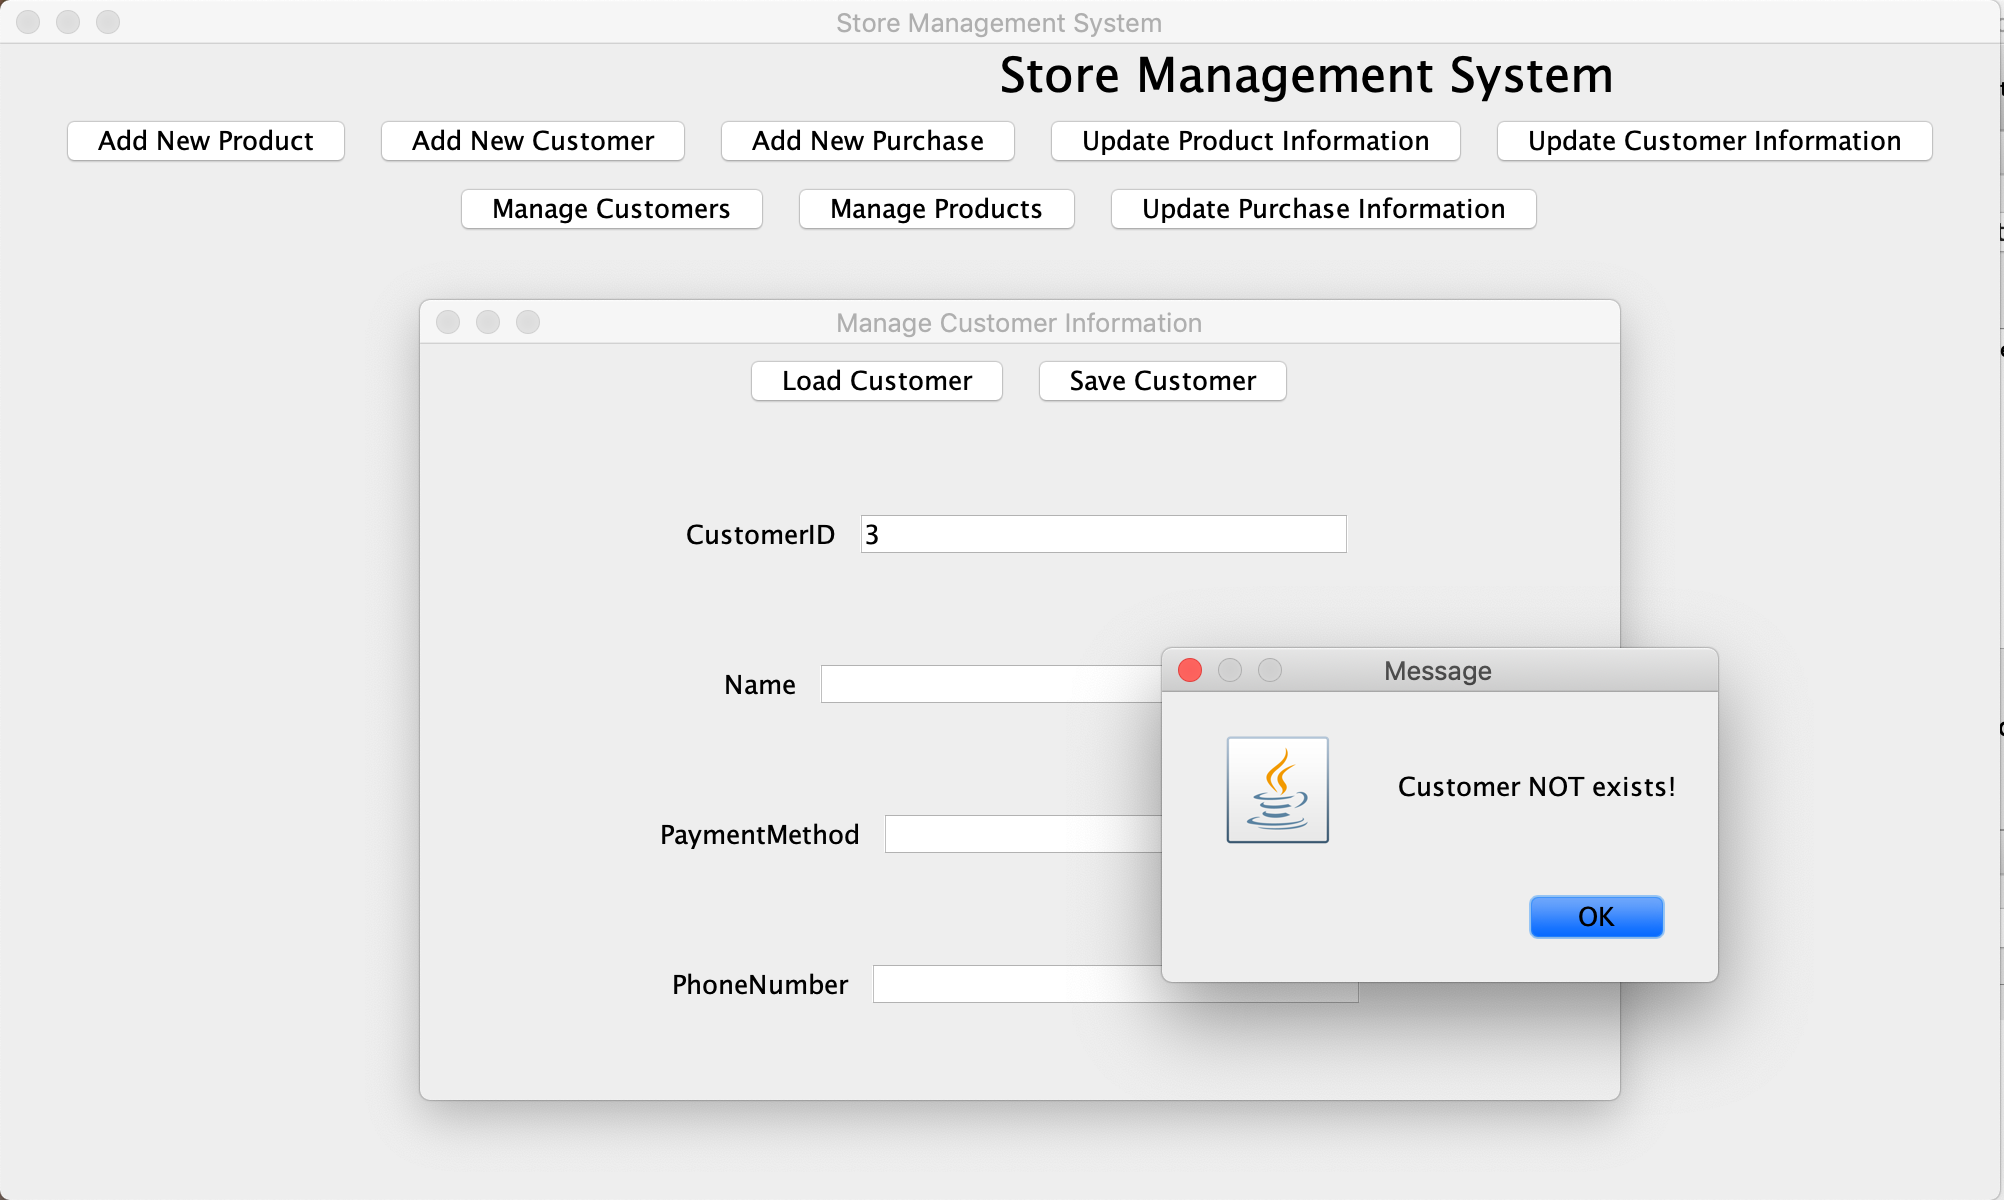 Store Management System
Store Management System
Add New Product Add New Customer Add New Purchase Update Product Information Update Customer Information
Manage Customers Manage Products Update Purchase Information
Manage Customer Information
Load Customer Save Customer
CustomerID 3
Name
Message
Customer NOT exists!
PaymentMethod
OK
PhoneNumber